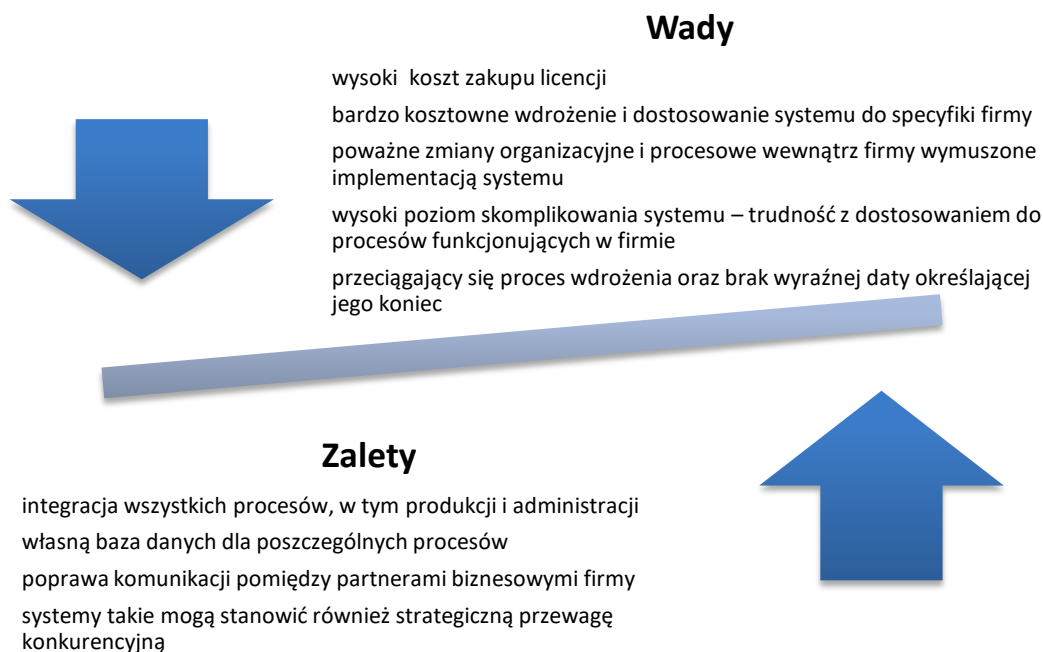 Wady
wysoki  koszt zakupu licencji
bardzo kosztowne wdrożenie i dostosowanie systemu do specyfiki firmy
poważne zmiany organizacyjne i procesowe wewnątrz firmy wymuszone
implementacją systemu
wysoki poziom skomplikowania systemu – trudność z dostosowaniem do
procesów funkcjonujących w firmie
przeciągający się proces wdrożenia oraz brak wyraźnej daty określającej
jego koniec
Zalety
integracja wszystkich procesów, w tym produkcji i administracji
własną baza danych dla poszczególnych procesów
poprawa komunikacji pomiędzy partnerami biznesowymi firmy
systemy takie mogą stanowić również strategiczną przewagę
konkurencyjną